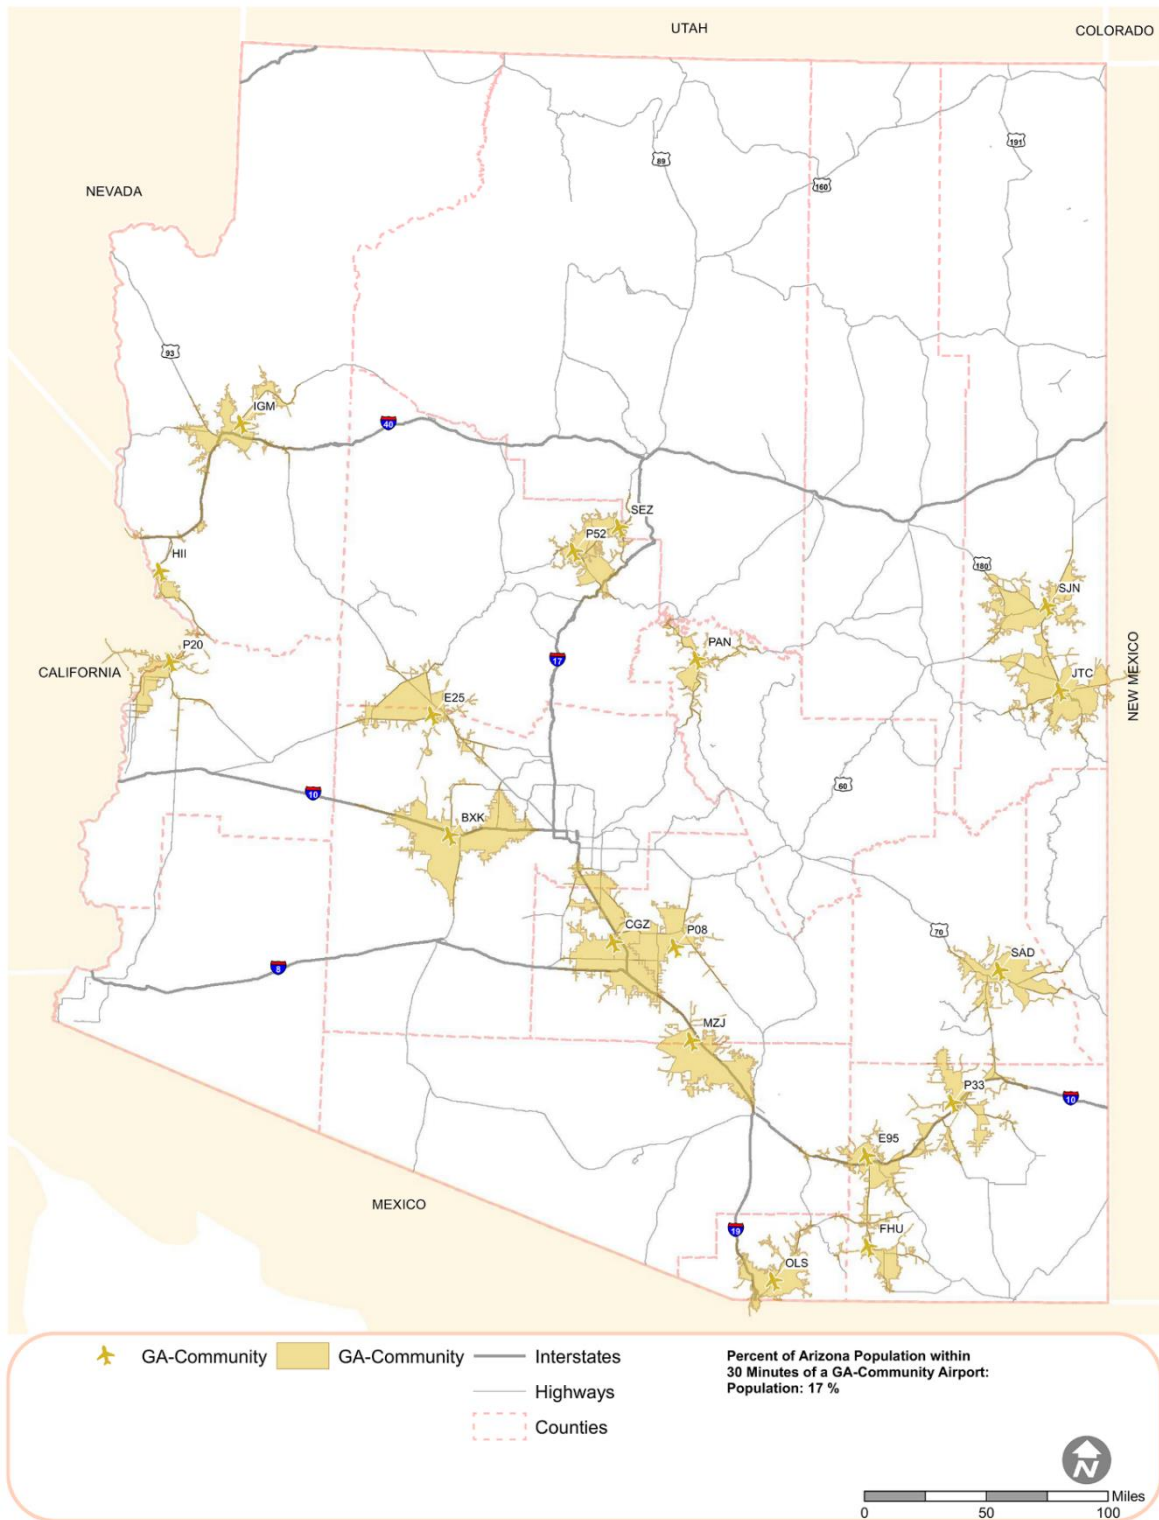 UTAH
COLORADO
191
89
160
NEVADA
93
IGM
40
SEZ
P52
HII
180
SJN
P20
PAN
17
CALIFORNIA
JTC
NEW MEXICO
E25
60
10
BXK
CGZ
P08
70
8
SAD
MZJ
P33
10
E95
MEXICO
19
FHU
OLS
GA-Community
GA-Community
Interstates
Highways
Counties
Percent of Arizona Population within
30 Minutes of a GA-Community Airport:
Population: 17 %
N
Miles
0 50 100